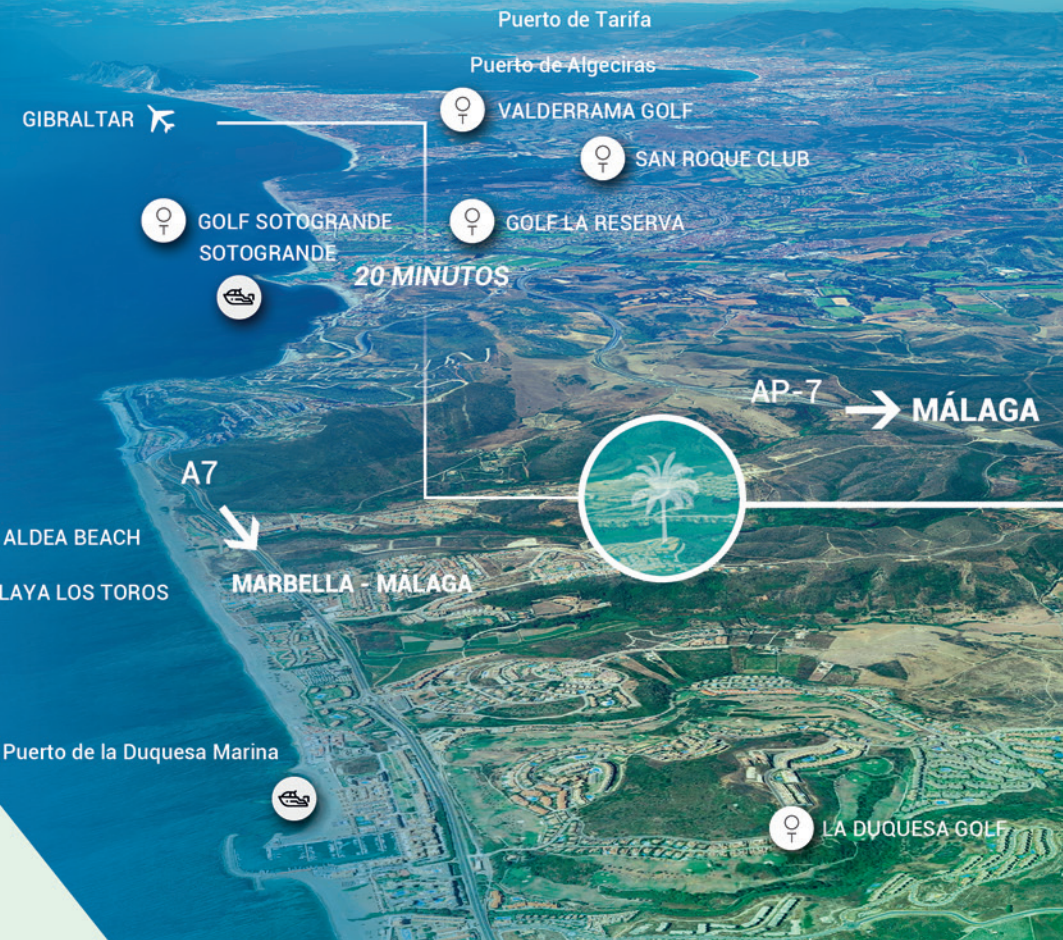 Puerto de Tarifa
Puerto de Algeciras
GIBRALTAR
VALDERRAMA GOLF
SAN ROQUE CLUB
GOLF SOTOGRANDE
SOTOGRANDE
GOLF LA RESERVA
20 MINUTOS
AP-7
MÁLAGA
A7
ALDEA BEACH
LAYA LOS TOROS
MARBELLA - MÁLAGA
Puerto de la Duquesa Marina
LA DUQUESA GOLF